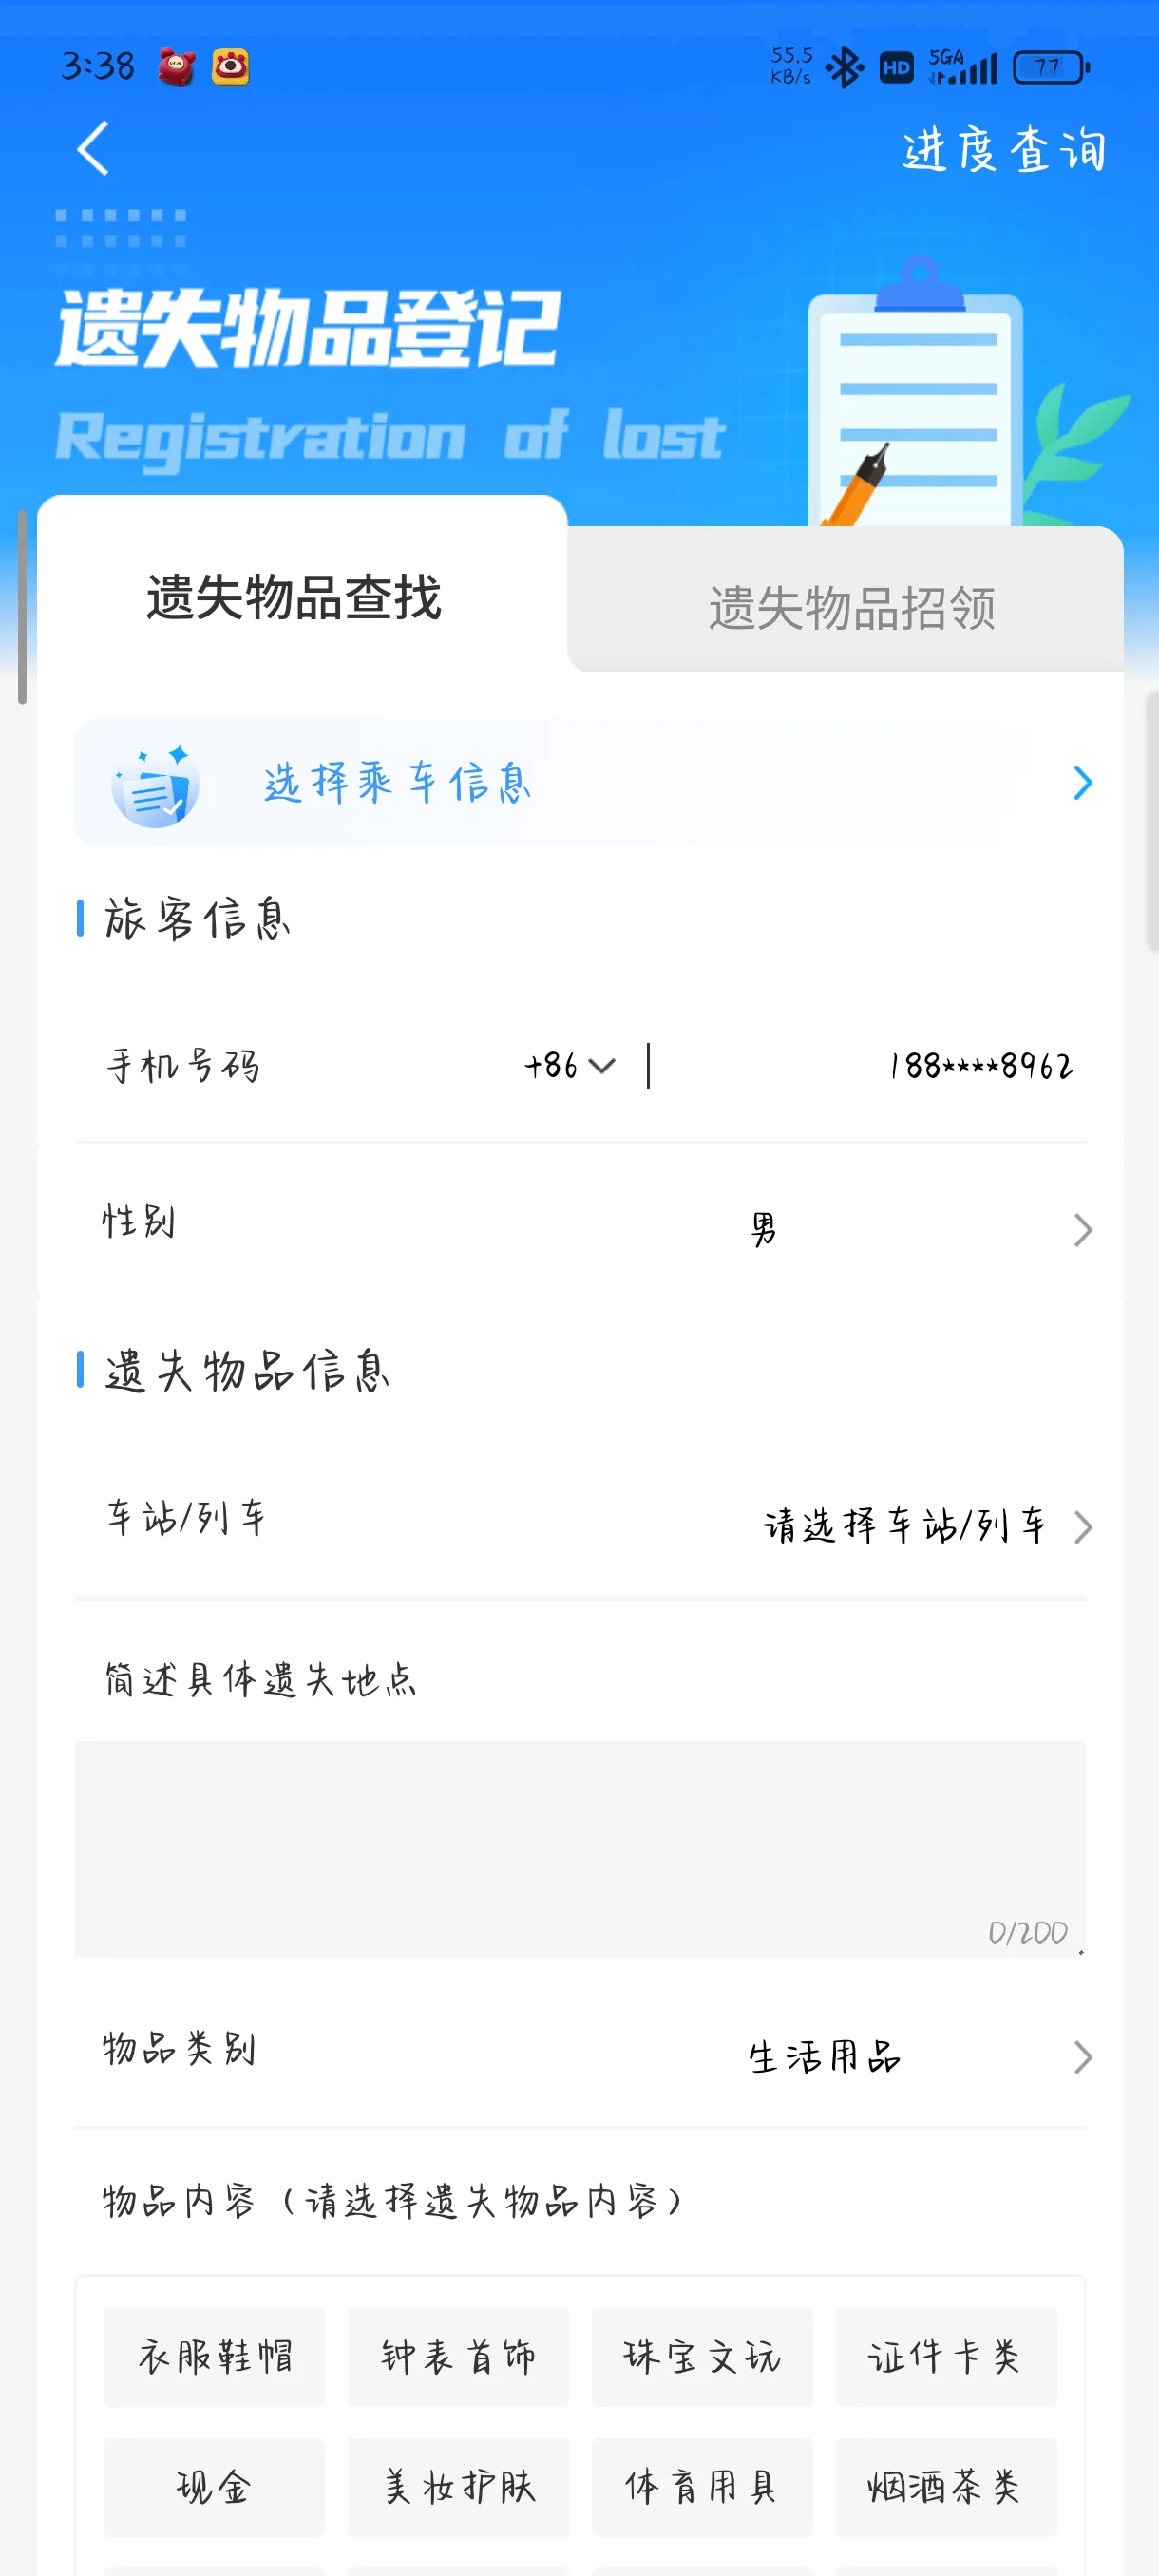 3:38
55.5
KB/s
HD
5GA
77
进度查询
遗失物品登记
Registration of lost
遗失物品查找
遗失物品招领
选择乘车信息
旅客信息
手机号码 +86 188****8962
性别 男
遗失物品信息
车站/列车 请选择车站/列车
简述具体遗失地点
0/200
物品类别 生活用品
物品内容（请选择遗失物品内容）
衣服鞋帽 钟表首饰 珠宝文玩 证件卡类
现金 美妆护肤 体育用具 烟酒茶类